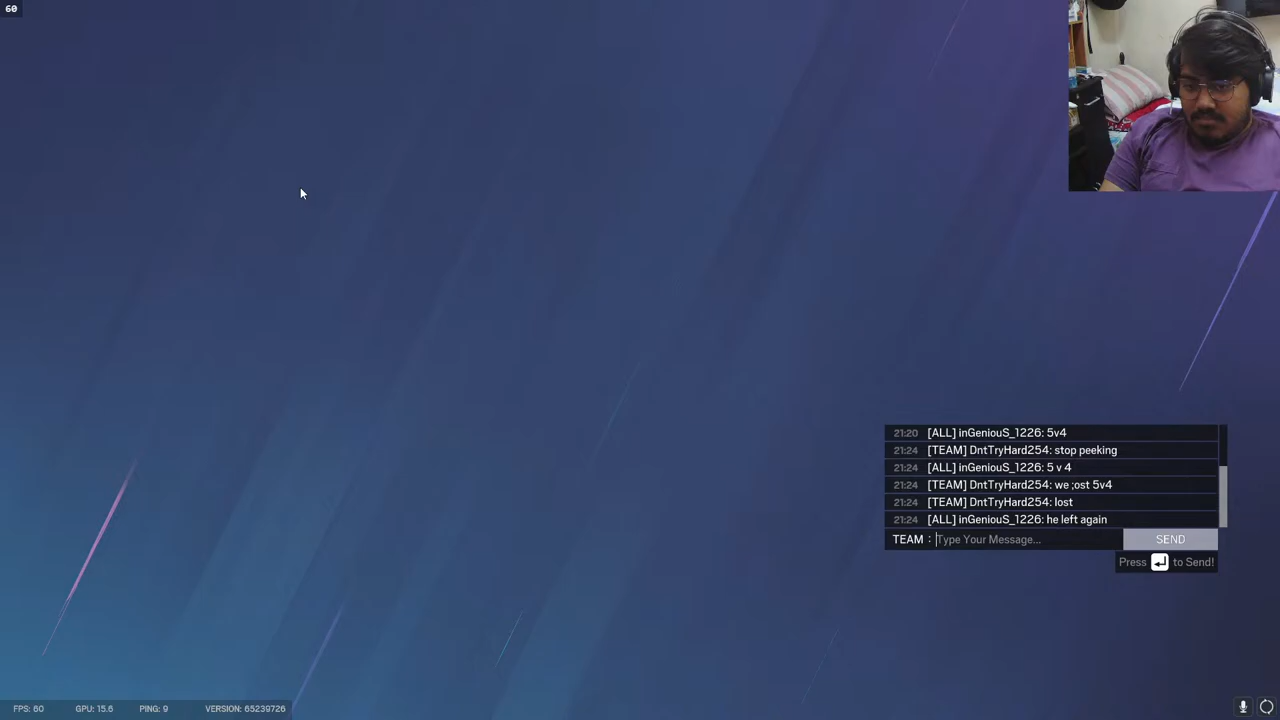 60
21:20 [ALL] inGeniouS_1226: 5v4
21:24 [TEAM] DntTryHard254: stop peeking
21:24 [ALL] inGeniouS_1226: 5 v 4
21:24 [TEAM] DntTryHard254: we ;ost 5v4
21:24 [TEAM] DntTryHard254: lost
21:24 [ALL] inGeniouS_1226: he left again
TEAM : Type Your Message... SEND
Press to Send!
FPS: 60 GPU: 15.6 PING: 9 VERSION: 65239726